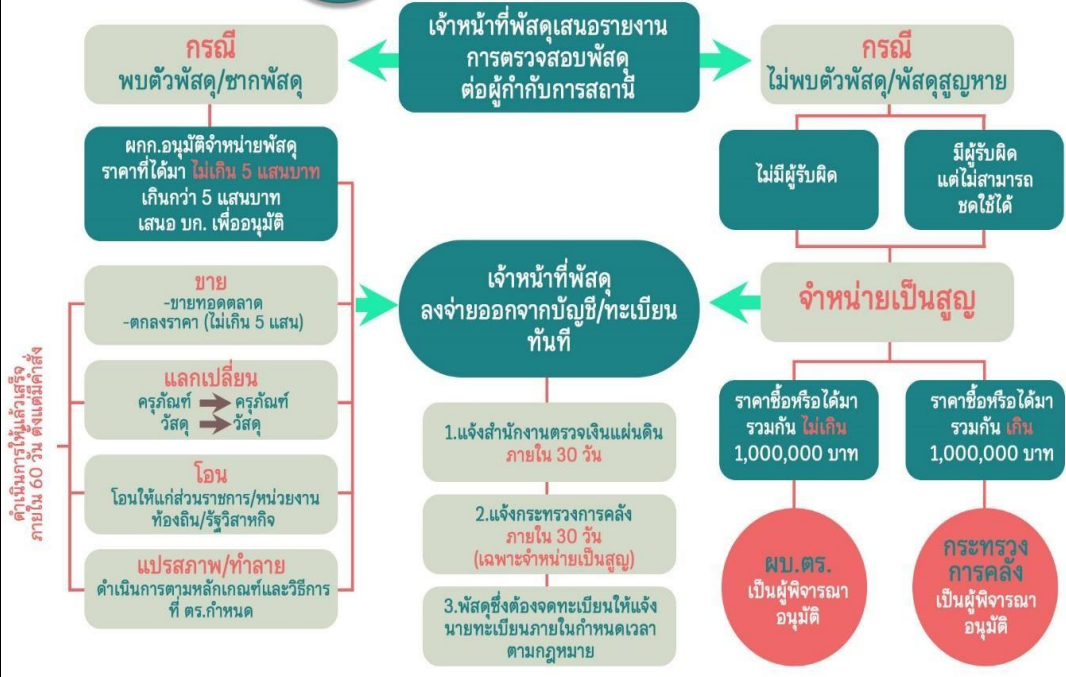 เจ้าหน้าที่พัสดุเสนอรายงาน
การตรวจสอบพัสดุ
ต่อผู้กำกับการสถานี
กรณี
พบตัวพัสดุ/ซากพัสดุ
ผกก.อนุมัติจำหน่ายพัสดุ
ราคาที่ได้มา ไม่เกิน 5 แสนบาท
เกินกว่า 5 แสนบาท
เสนอ บก. เพื่ออนุมัติ
ดำเนินการให้แล้วเสร็จ
ภายใน 60 วัน ตั้งแต่มีคำสั่ง
ขาย
-ขายทอดตลาด
-ตกลงราคา (ไม่เกิน 5 แสน)
แลกเปลี่ยน
ครุภัณฑ์ ครุภัณฑ์
วัสดุ วัสดุ
โอน
โอนให้แก่ส่วนราชการ/หน่วยงาน
ท้องถิ่น/รัฐวิสาหกิจ
แปรสภาพ/ทำลาย
ดำเนินการตามหลักเกณฑ์และวิธีการ
ที่ ตร.กำหนด
เจ้าหน้าที่พัสดุ
ลงจ่ายออกจากบัญชี/ทะเบียน
ทันที
1.แจ้งสำนักงานตรวจเงินแผ่นดิน
ภายใน 30 วัน
2.แจ้งกระทรวงการคลัง
ภายใน 30 วัน
(เฉพาะจำหน่ายเป็นสูญ)
3.พัสดุซึ่งต้องจดทะเบียนให้แจ้ง
นายทะเบียนภายในกำหนดเวลา
ตามกฎหมาย
กรณี
ไม่พบตัวพัสดุ/พัสดุสูญหาย
ไม่มีผู้รับผิด
มีผู้รับผิด
แต่ไม่สามารถ
ชดใช้ได้
จำหน่ายเป็นสูญ
ราคาซื้อหรือได้มา
รวมกัน ไม่เกิน
1,000,000 บาท
ราคาซื้อหรือได้มา
รวมกัน เกิน
1,000,000 บาท
ผบ.ตร.
เป็นผู้พิจารณา
อนุมัติ
กระทรวง
การคลัง
เป็นผู้พิจารณา
อนุมัติ